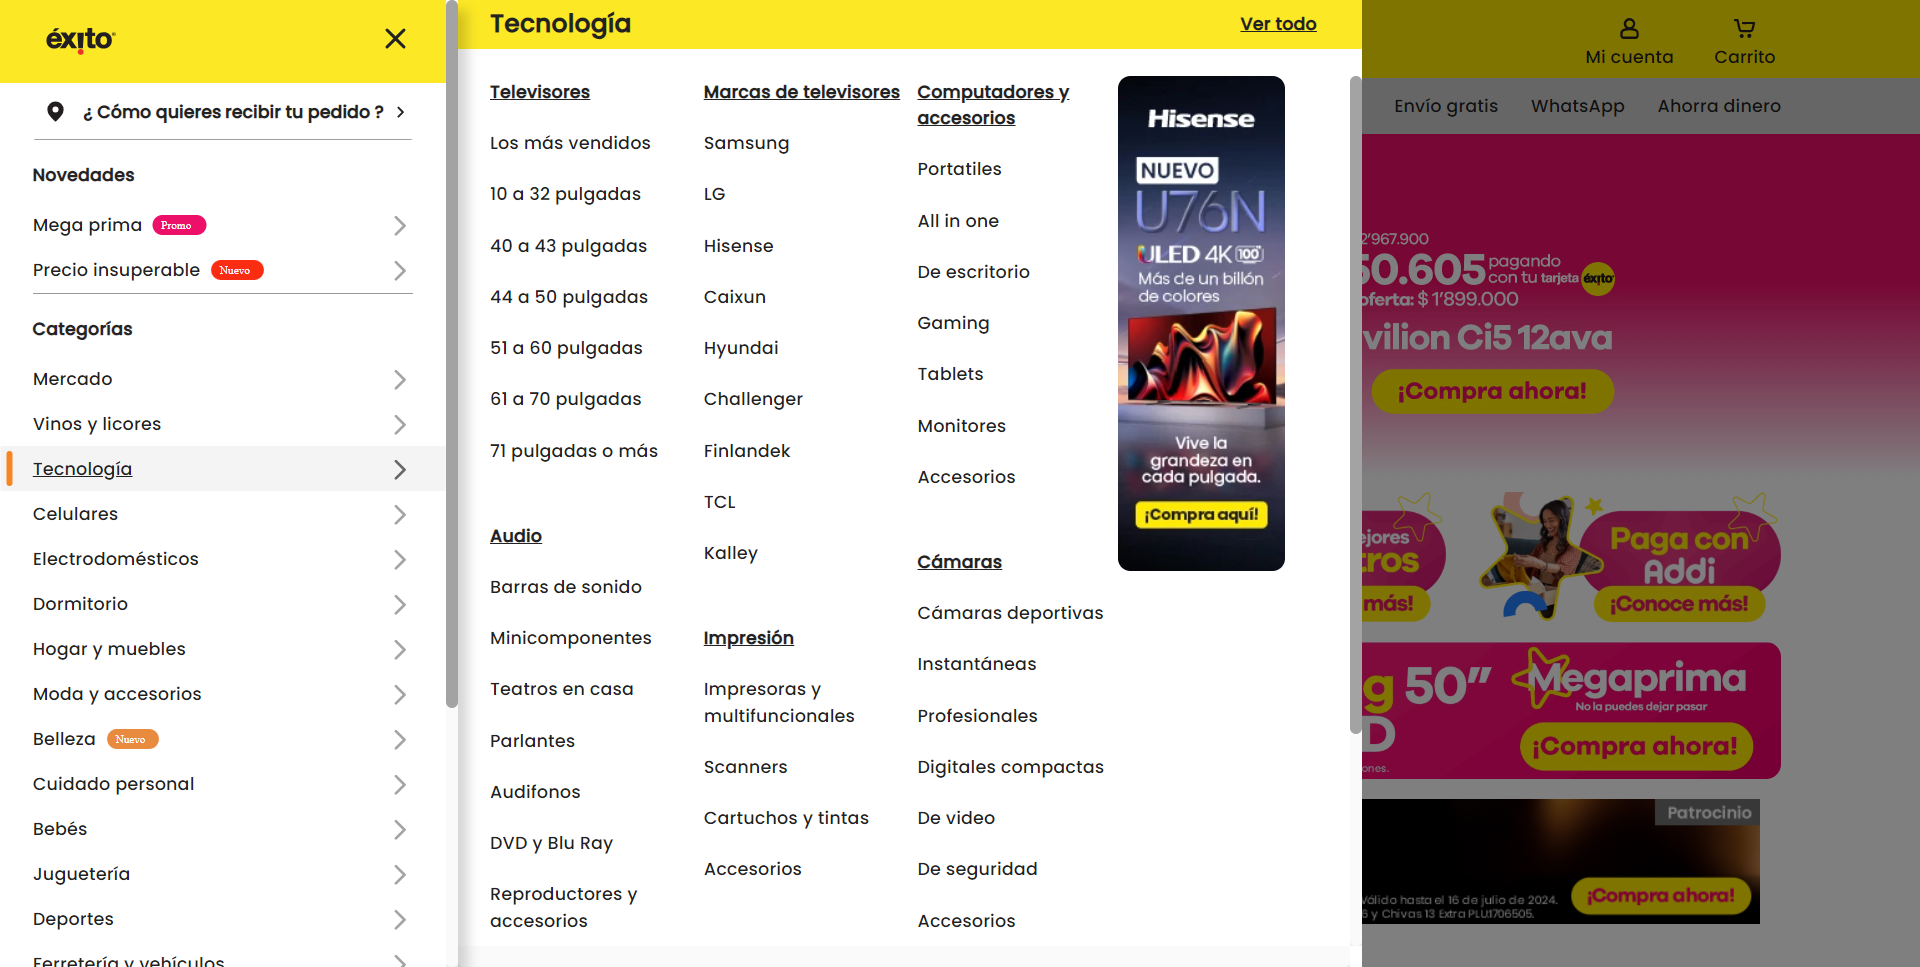 éxito
¿ Cómo quieres recibir tu pedido ?
Novedades
Mega prima Promo
Precio insuperable Nuevo
Categorías
Mercado
Vinos y licores
Tecnología
Celulares
Electrodomésticos
Dormitorio
Hogar y muebles
Moda y accesorios
Belleza Nuevo
Cuidado personal
Bebés
Juguetería
Deportes
Ferretería y vehículos
Tecnología
Ver todo
Televisores
Los más vendidos
10 a 32 pulgadas
40 a 43 pulgadas
44 a 50 pulgadas
51 a 60 pulgadas
61 a 70 pulgadas
71 pulgadas o más
Audio
Barras de sonido
Minicomponentes
Teatros en casa
Parlantes
Audifonos
DVD y Blu Ray
Reproductores y
accesorios
Marcas de televisores
Samsung
LG
Hisense
Caixun
Hyundai
Challenger
Finlandek
TCL
Kalley
Impresión
Impresoras y
multifuncionales
Scanners
Cartuchos y tintas
Accesorios
Computadores y
accesorios
Portatiles
All in one
De escritorio
Gaming
Tablets
Monitores
Accesorios
Cámaras
Cámaras deportivas
Instantáneas
Profesionales
Digitales compactas
De video
De seguridad
Accesorios
Hisense
NUEVO
U76N
ULED 4K 100"
Más de un billón
de colores
Vive la
grandeza en
cada pulgada.
¡Compra aquí!
Mi cuenta
Carrito
Envío gratis
WhatsApp
Ahorra dinero
2'967.900
50.605 pagando
con tu tarjeta éxito
oferta: $ 1'899.000
vilion Ci5 12ava
¡Compra ahora!
ejores
tros
más!
Paga con
Addi
¡Conoce más!
g 50”
D
ones.
Megaprima
No la puedes dejar pasar
¡Compra ahora!
Patrocinio
Válido hasta el 16 de julio de 2024.
6 y Chivas 13 Extra PLU1706505.
¡Compra ahora!